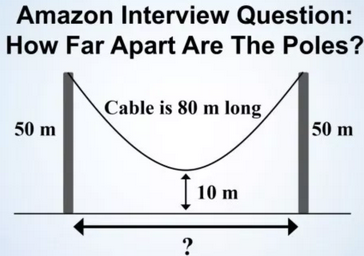 Amazon Interview Question:
How Far Apart Are The Poles?
Cable is 80 m long
50 m
50 m
10 m
?